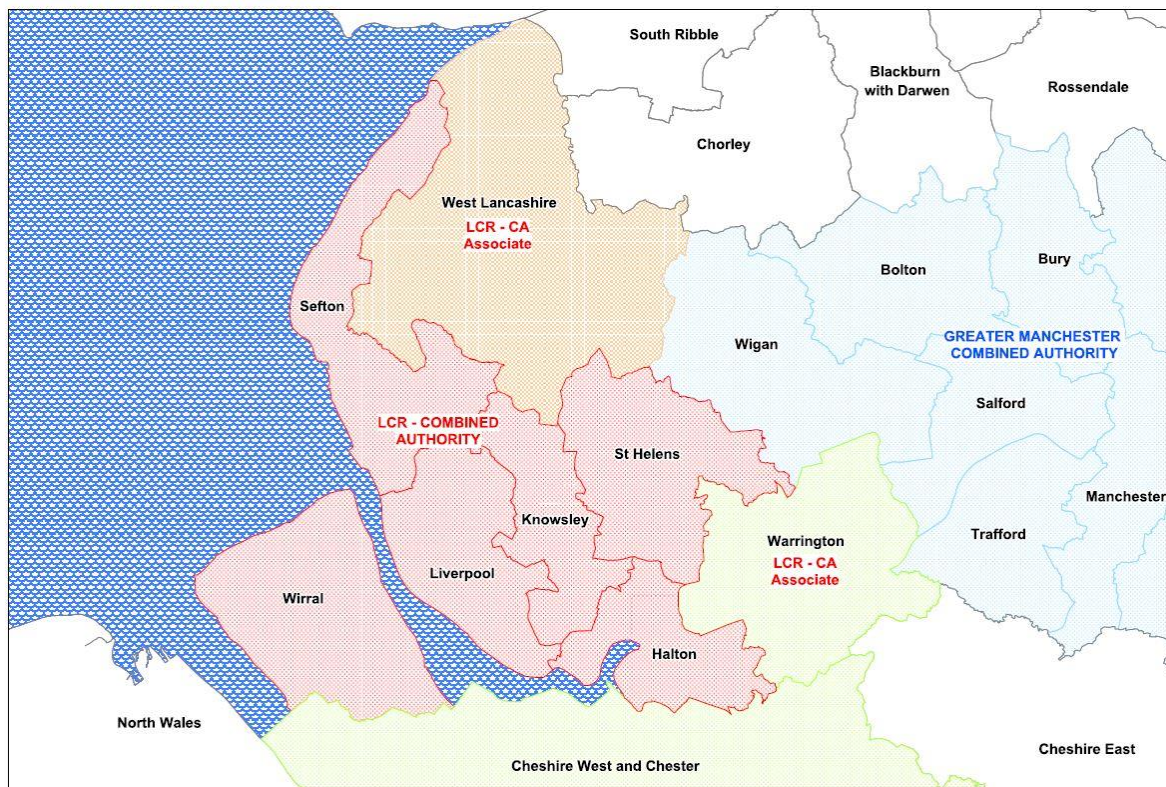 South Ribble
Blackburn
with Darwen
Rossendale
Chorley
West Lancashire
LCR - CA
Associate
Bolton
Bury
Sefton
Wigan
GREATER MANCHESTER
COMBINED AUTHORITY
Salford
LCR - COMBINED
AUTHORITY
St Helens
Manchester
Knowsley
Trafford
Warrington
LCR - CA
Associate
Liverpool
Wirral
Halton
North Wales
Cheshire East
Cheshire West and Chester